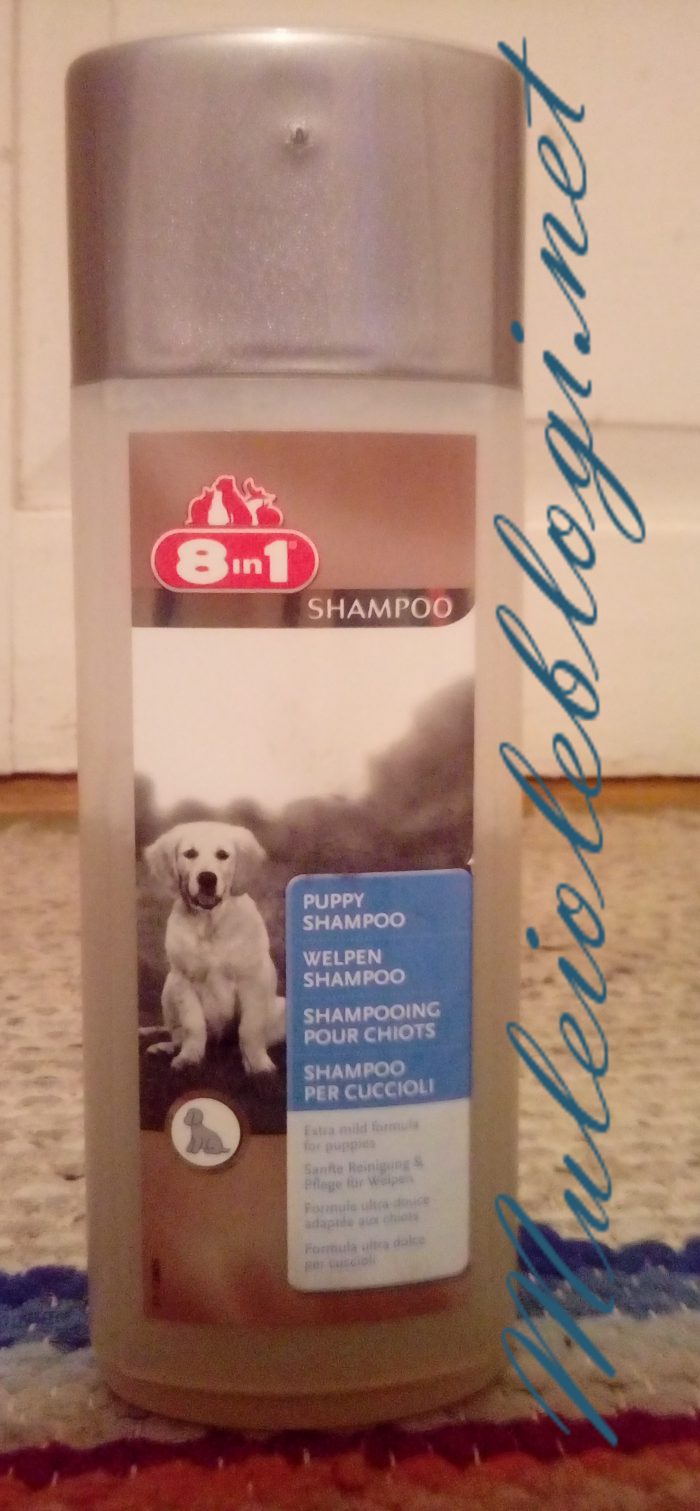 8in1
SHAMPOO
PUPPY
SHAMPOO
WELPEN
SHAMPOO
SHAMPOOING
POUR CHIOTS
SHAMPOO
PER CUCCIOLI
Extra mild formula
for puppies
Sanfte Reinigung &
Pflege für Welpen
Formule ultra douce
adaptée aux chiots
Formula ultra dolce
per cuccioli
Muleioleblogi.net